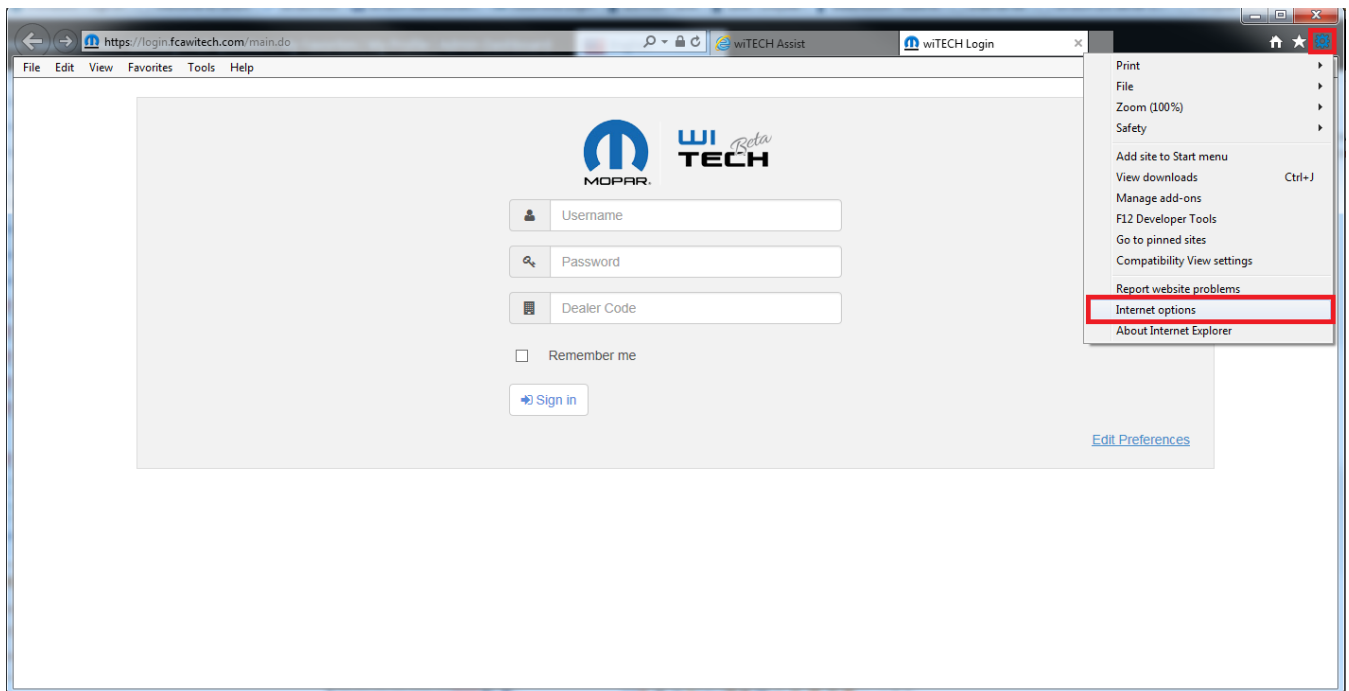 https://login.fcawitech.com/main.do
wiTECH Assist
wiTECH Login
File Edit View Favorites Tools Help
MOPAR.
WI
TECH
Beta
Username
Password
Dealer Code
Remember me
Sign in
Edit Preferences
Print
File
Zoom (100%)
Safety
Add site to Start menu
View downloads Ctrl+J
Manage add-ons
F12 Developer Tools
Go to pinned sites
Compatibility View settings
Report website problems
Internet options
About Internet Explorer